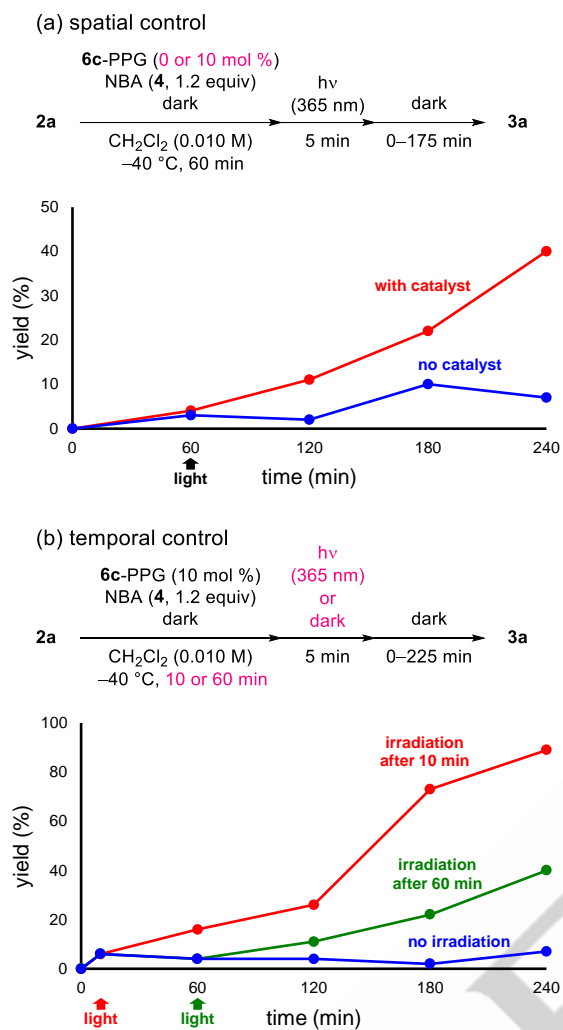 (a) spatial control
6c-PPG (0 or 10 mol %)
NBA (4, 1.2 equiv)
dark
hν
(365 nm)
dark
2a
3a
CH2Cl2 (0.010 M)
–40 °C, 60 min
5 min
0–175 min
50
40
30
20
10
0
yield (%)
with catalyst
no catalyst
0
60
120
180
240
light
time (min)
(b) temporal control
6c-PPG (10 mol %)
NBA (4, 1.2 equiv)
dark
hν
(365 nm)
or
dark
dark
2a
3a
CH2Cl2 (0.010 M)
–40 °C, 10 or 60 min
5 min
0–225 min
100
80
60
40
20
0
yield (%)
irradiation
after 10 min
irradiation
after 60 min
no irradiation
0
60
120
180
240
light
light
time (min)